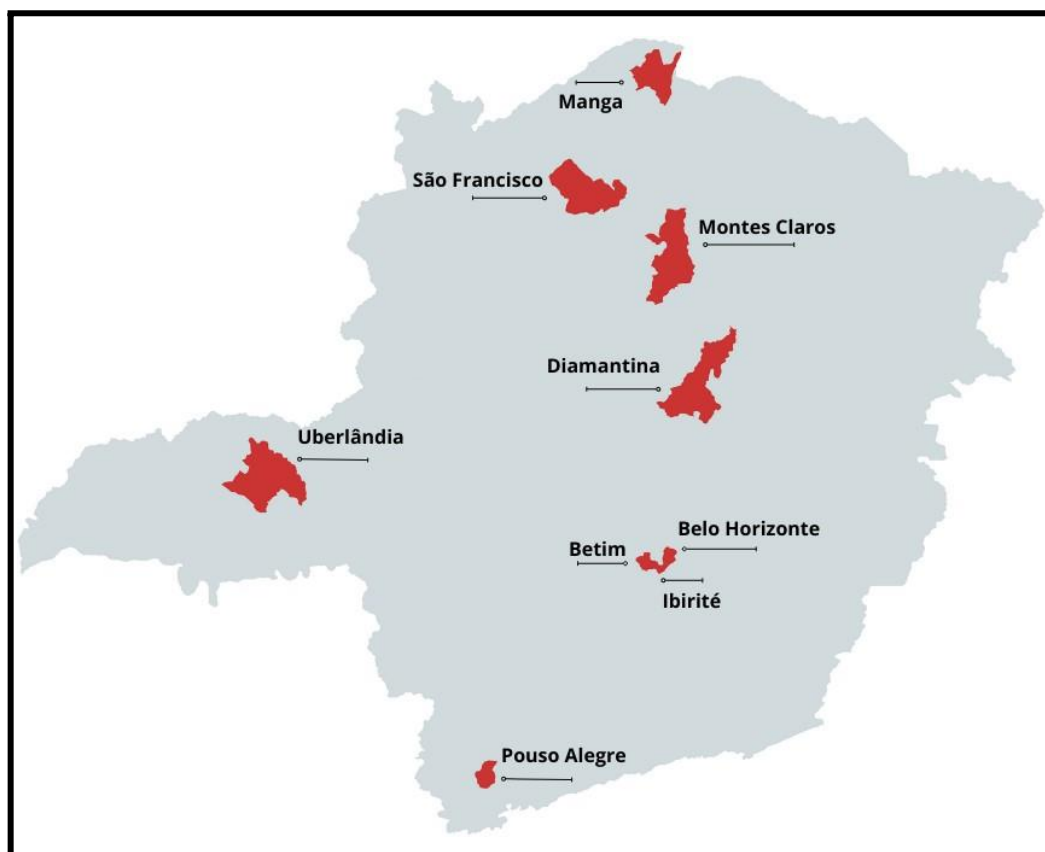 Manga
São Francisco
Montes Claros
Diamantina
Uberlândia
Belo Horizonte
Betim
Ibirité
Pouso Alegre